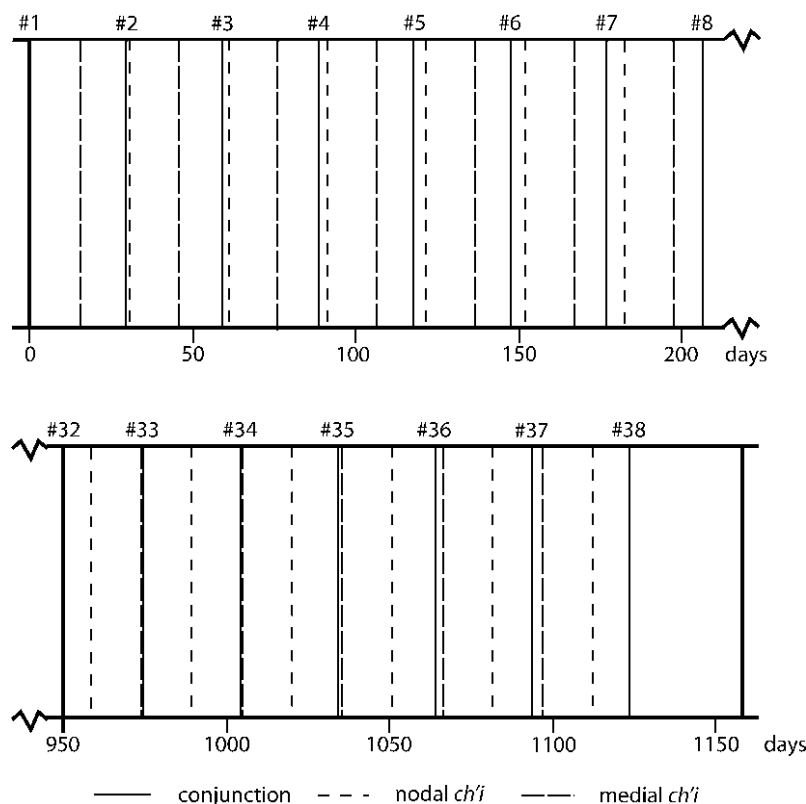 #1 #2 #3 #4 #5 #6 #7 #8
0 50 100 150 200 days
#32 #33 #34 #35 #36 #37 #38
950 1000 1050 1100 1150 days
conjunction nodal ch'i medial ch'i